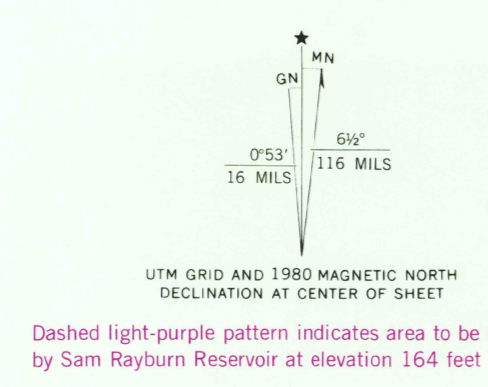 MN
GN
6½°
0°53′
116 MILS
16 MILS
UTM GRID AND 1980 MAGNETIC NORTH
DECLINATION AT CENTER OF SHEET
Dashed light-purple pattern indicates area to be
by Sam Rayburn Reservoir at elevation 164 feet